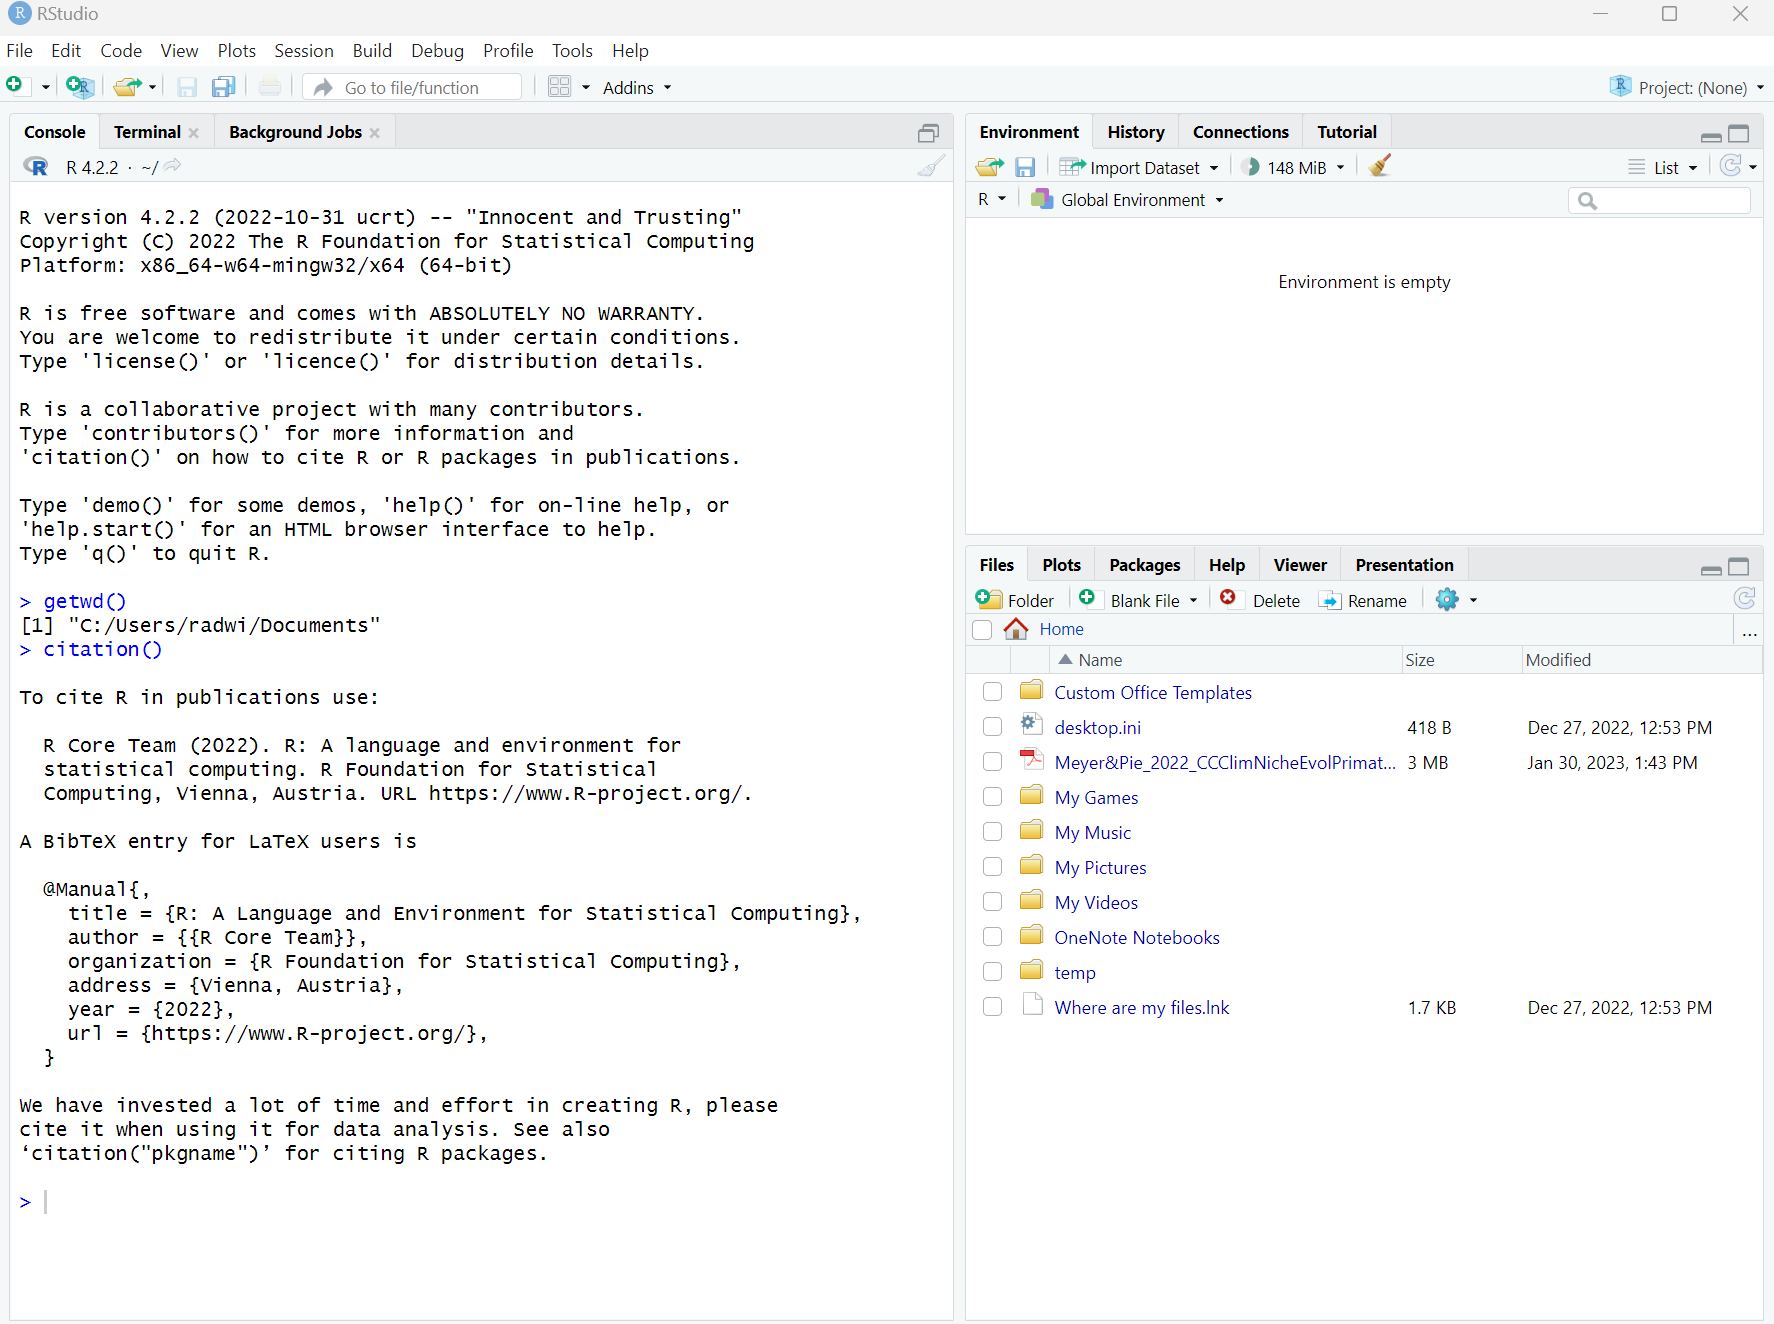 RStudio
File Edit Code View Plots Session Build Debug Profile Tools Help
Go to file/function Addins Project: (None)
Console Terminal Background Jobs
R 4.2.2 · ~/
R version 4.2.2 (2022-10-31 ucrt) -- "Innocent and Trusting"
Copyright (C) 2022 The R Foundation for Statistical Computing
Platform: x86_64-w64-mingw32/x64 (64-bit)
R is free software and comes with ABSOLUTELY NO WARRANTY.
You are welcome to redistribute it under certain conditions.
Type 'license()' or 'licence()' for distribution details.
R is a collaborative project with many contributors.
Type 'contributors()' for more information and
'citation()' on how to cite R or R packages in publications.
Type 'demo()' for some demos, 'help()' for on-line help, or
'help.start()' for an HTML browser interface to help.
Type 'q()' to quit R.
> getwd()
[1] "C:/Users/radwi/Documents"
> citation()
To cite R in publications use:
R Core Team (2022). R: A language and environment for
statistical computing. R Foundation for Statistical
Computing, Vienna, Austria. URL https://www.R-project.org/.
A BibTeX entry for LaTeX users is
@Manual{,
title = {R: A Language and Environment for Statistical Computing},
author = {{R Core Team}},
organization = {R Foundation for Statistical Computing},
address = {Vienna, Austria},
year = {2022},
url = {https://www.R-project.org/},
}
We have invested a lot of time and effort in creating R, please
cite it when using it for data analysis. See also
‘citation("pkgname")’ for citing R packages.
>
Environment History Connections Tutorial
Import Dataset 148 MiB List
R Global Environment
Environment is empty
Files Plots Packages Help Viewer Presentation
Folder Blank File Delete Rename
Home ...
Name Size Modified
Custom Office Templates
desktop.ini 418 B Dec 27, 2022, 12:53 PM
Meyer&Pie_2022_CCClimNicheEvolPrimat... 3 MB Jan 30, 2023, 1:43 PM
My Games
My Music
My Pictures
My Videos
OneNote Notebooks
temp
Where are my files.lnk 1.7 KB Dec 27, 2022, 12:53 PM